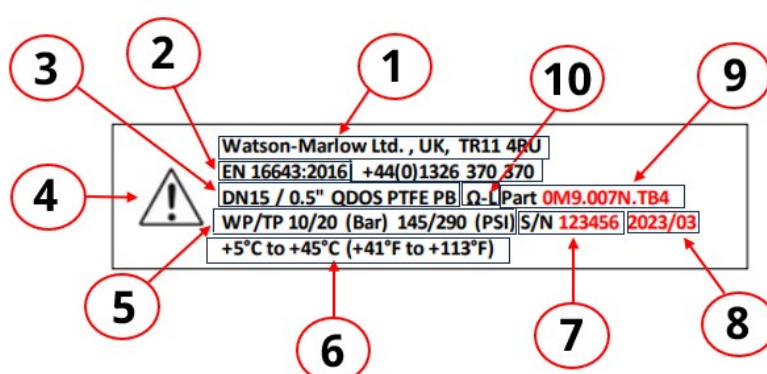 3
2
1
10
9
4
Watson-Marlow Ltd. , UK, TR11 4RU
EN 16643:2016 +44(0)1326 370 370
DN15 / 0.5" QDOS PTFE PB Ω-L Part 0M9.007N.TB4
WP/TP 10/20 (Bar) 145/290 (PSI) S/N 123456 2023/03
+5°C to +45°C (+41°F to +113°F)
5
6
7
8